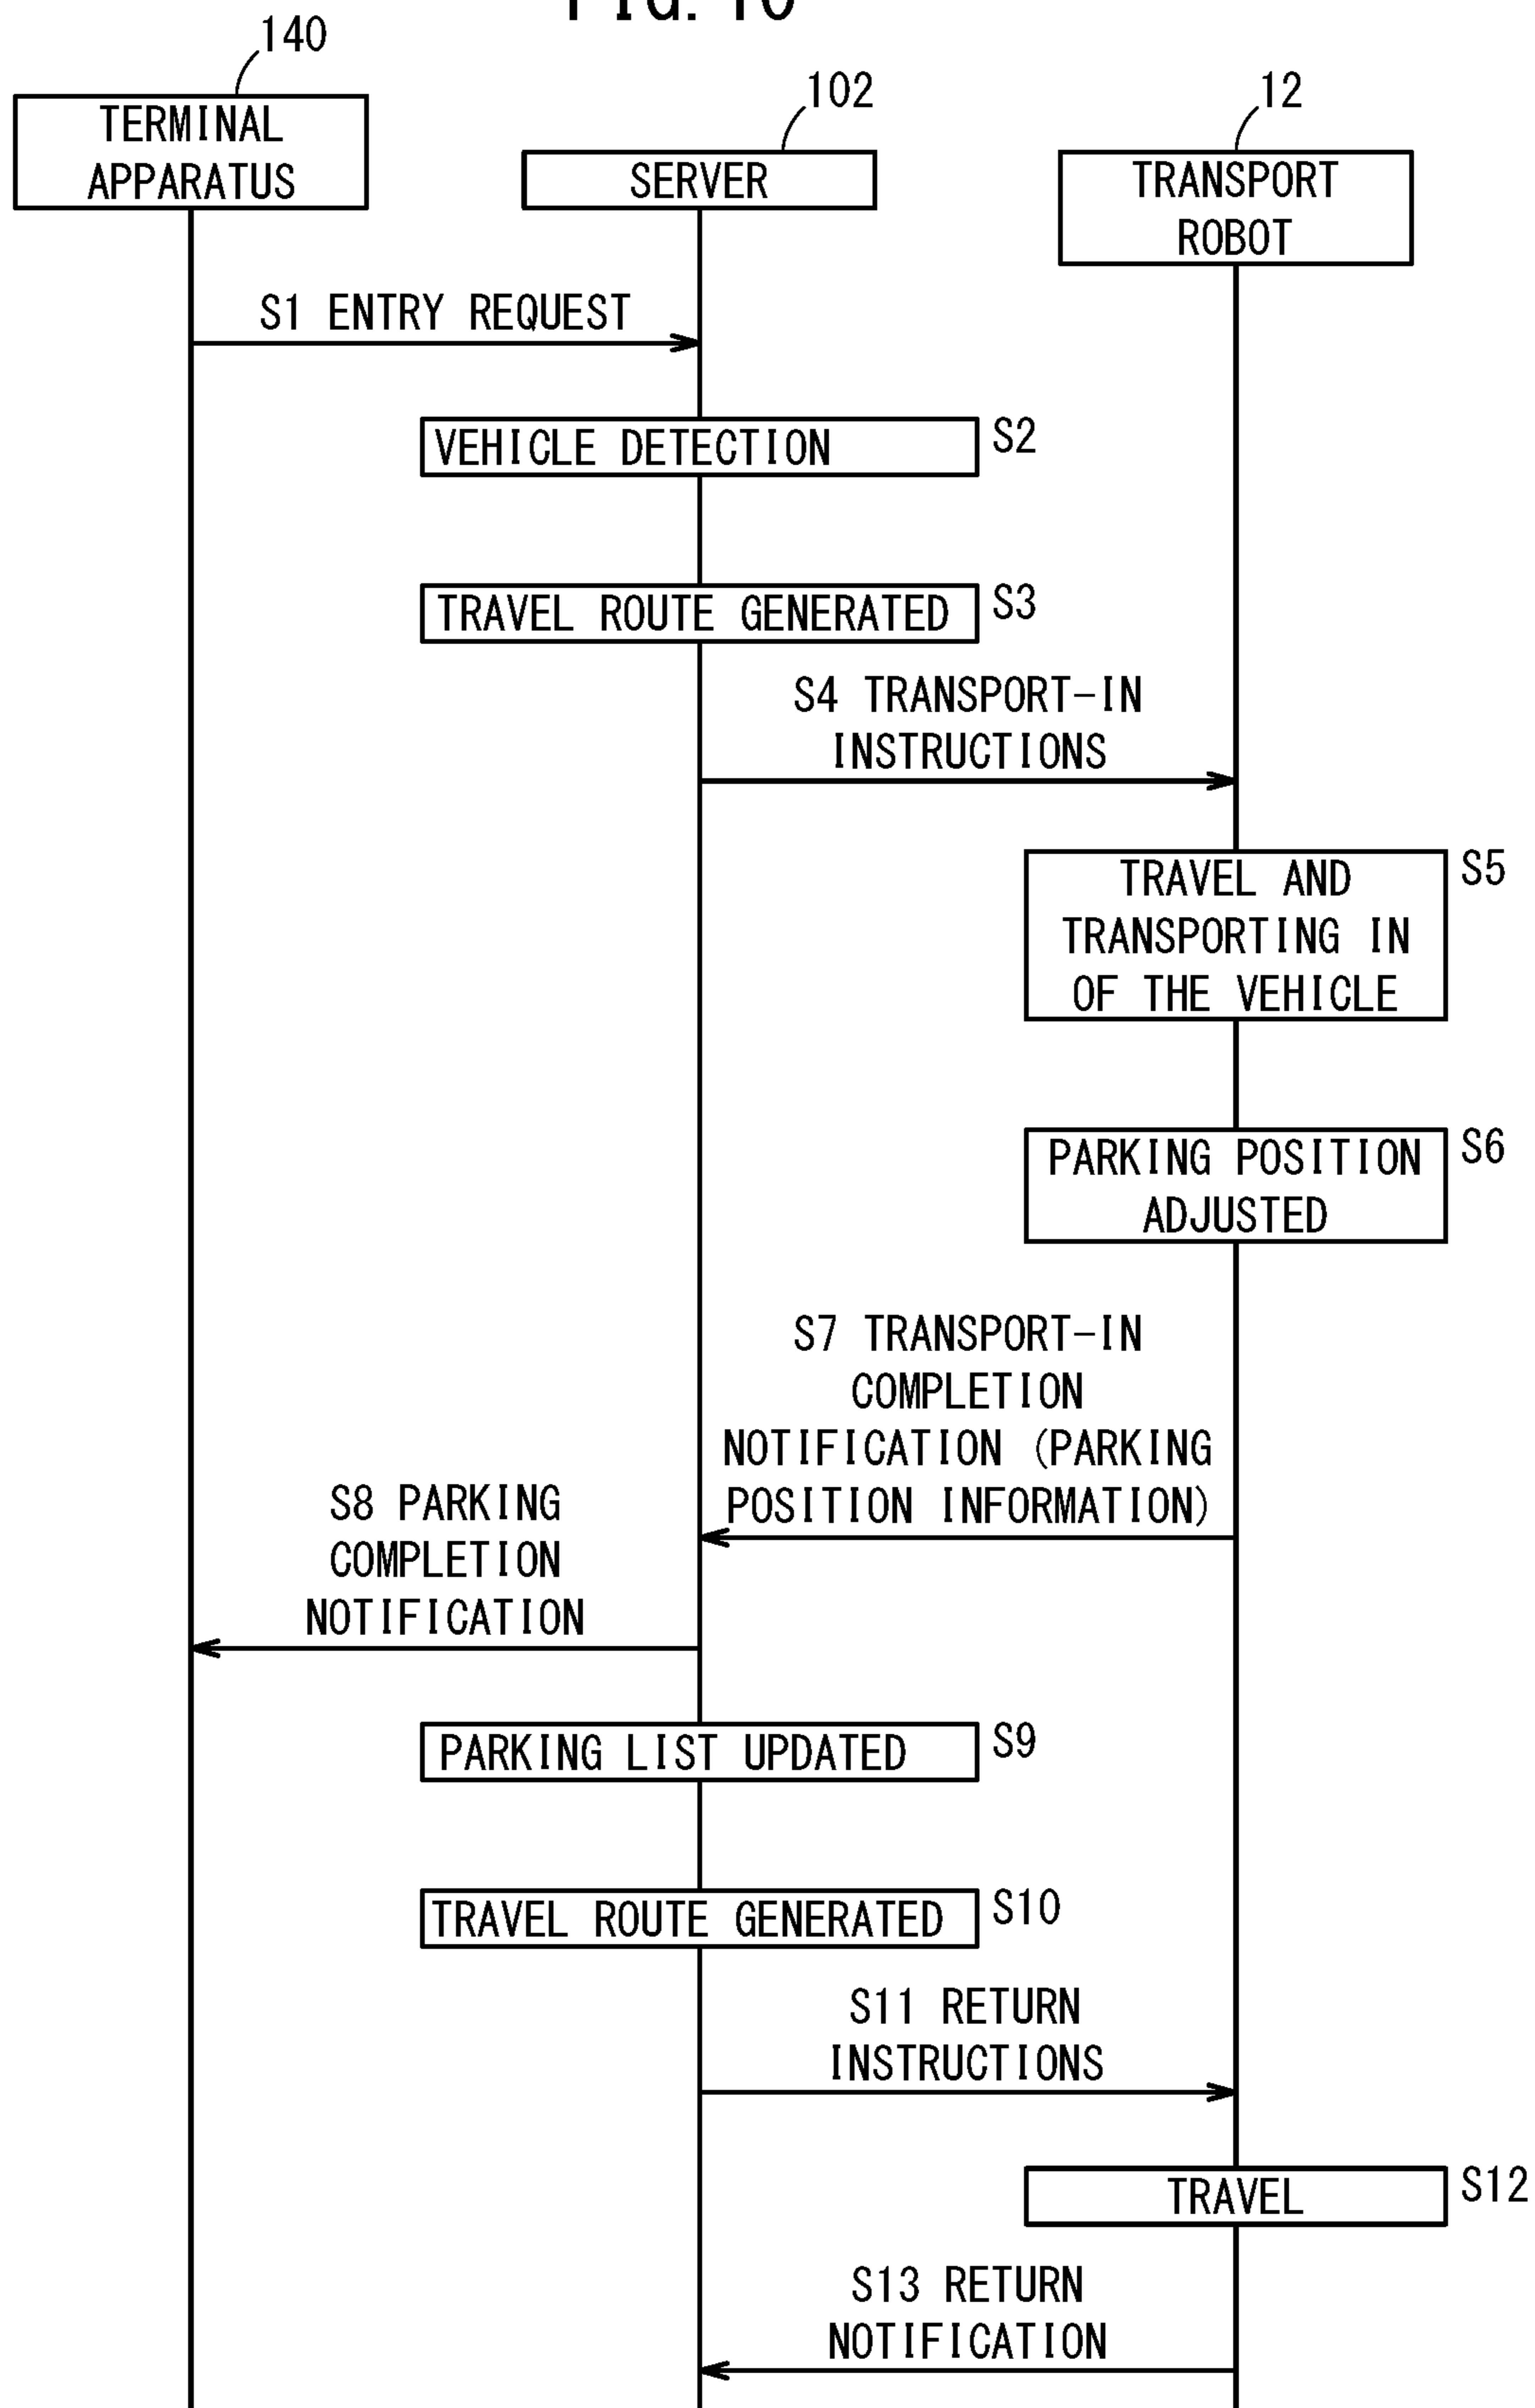 FIG. 10
140
TERMINAL
APPARATUS
102
SERVER
12
TRANSPORT
ROBOT
S1 ENTRY REQUEST
VEHICLE DETECTION
S2
TRAVEL ROUTE GENERATED
S3
S4 TRANSPORT-IN
INSTRUCTIONS
TRAVEL AND
TRANSPORTING IN
OF THE VEHICLE
S5
PARKING POSITION
ADJUSTED
S6
S7 TRANSPORT-IN
COMPLETION
NOTIFICATION (PARKING
POSITION INFORMATION)
S8 PARKING
COMPLETION
NOTIFICATION
PARKING LIST UPDATED
S9
TRAVEL ROUTE GENERATED
S10
S11 RETURN
INSTRUCTIONS
TRAVEL
S12
S13 RETURN
NOTIFICATION